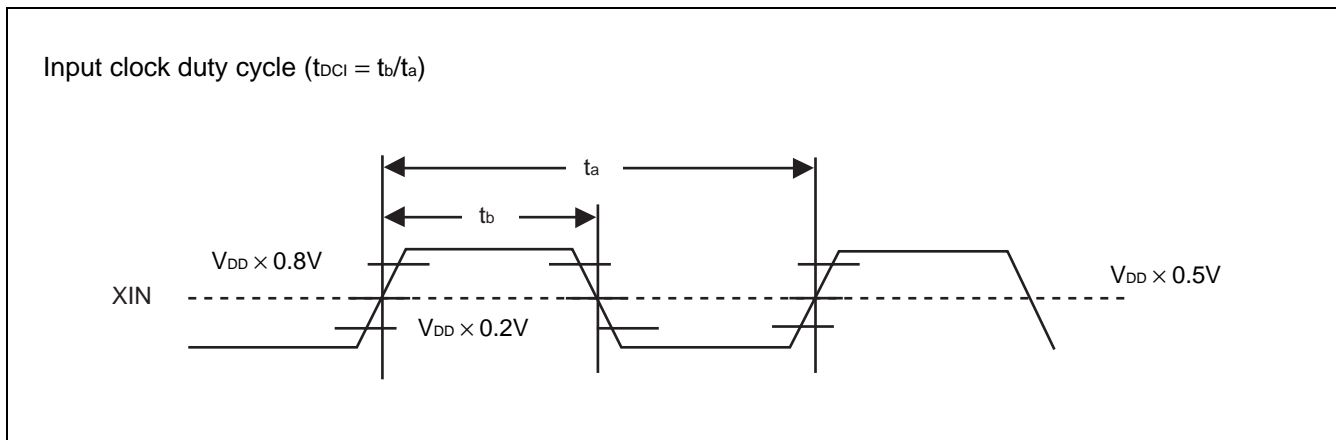 Input clock duty cycle (tDCI = tb/ta)
ta
tb
VDD × 0.8V
VDD × 0.5V
XIN
VDD × 0.2V